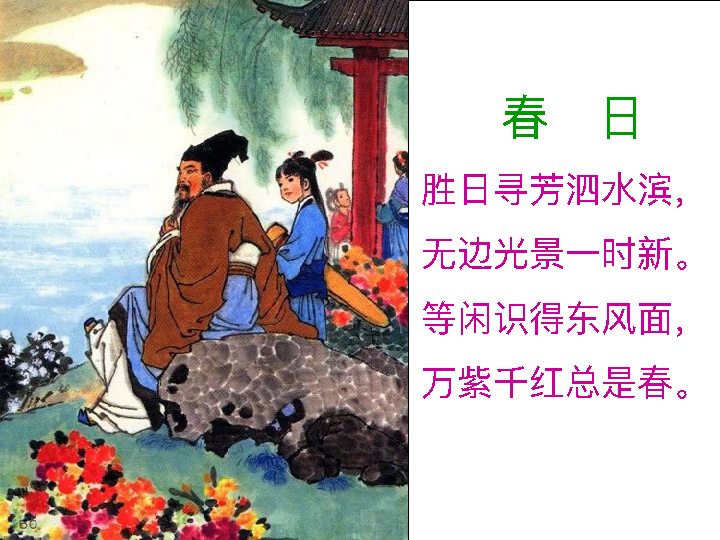 春 日
胜日寻芳泗水滨，
无边光景一时新。
等闲识得东风面，
万紫千红总是春。